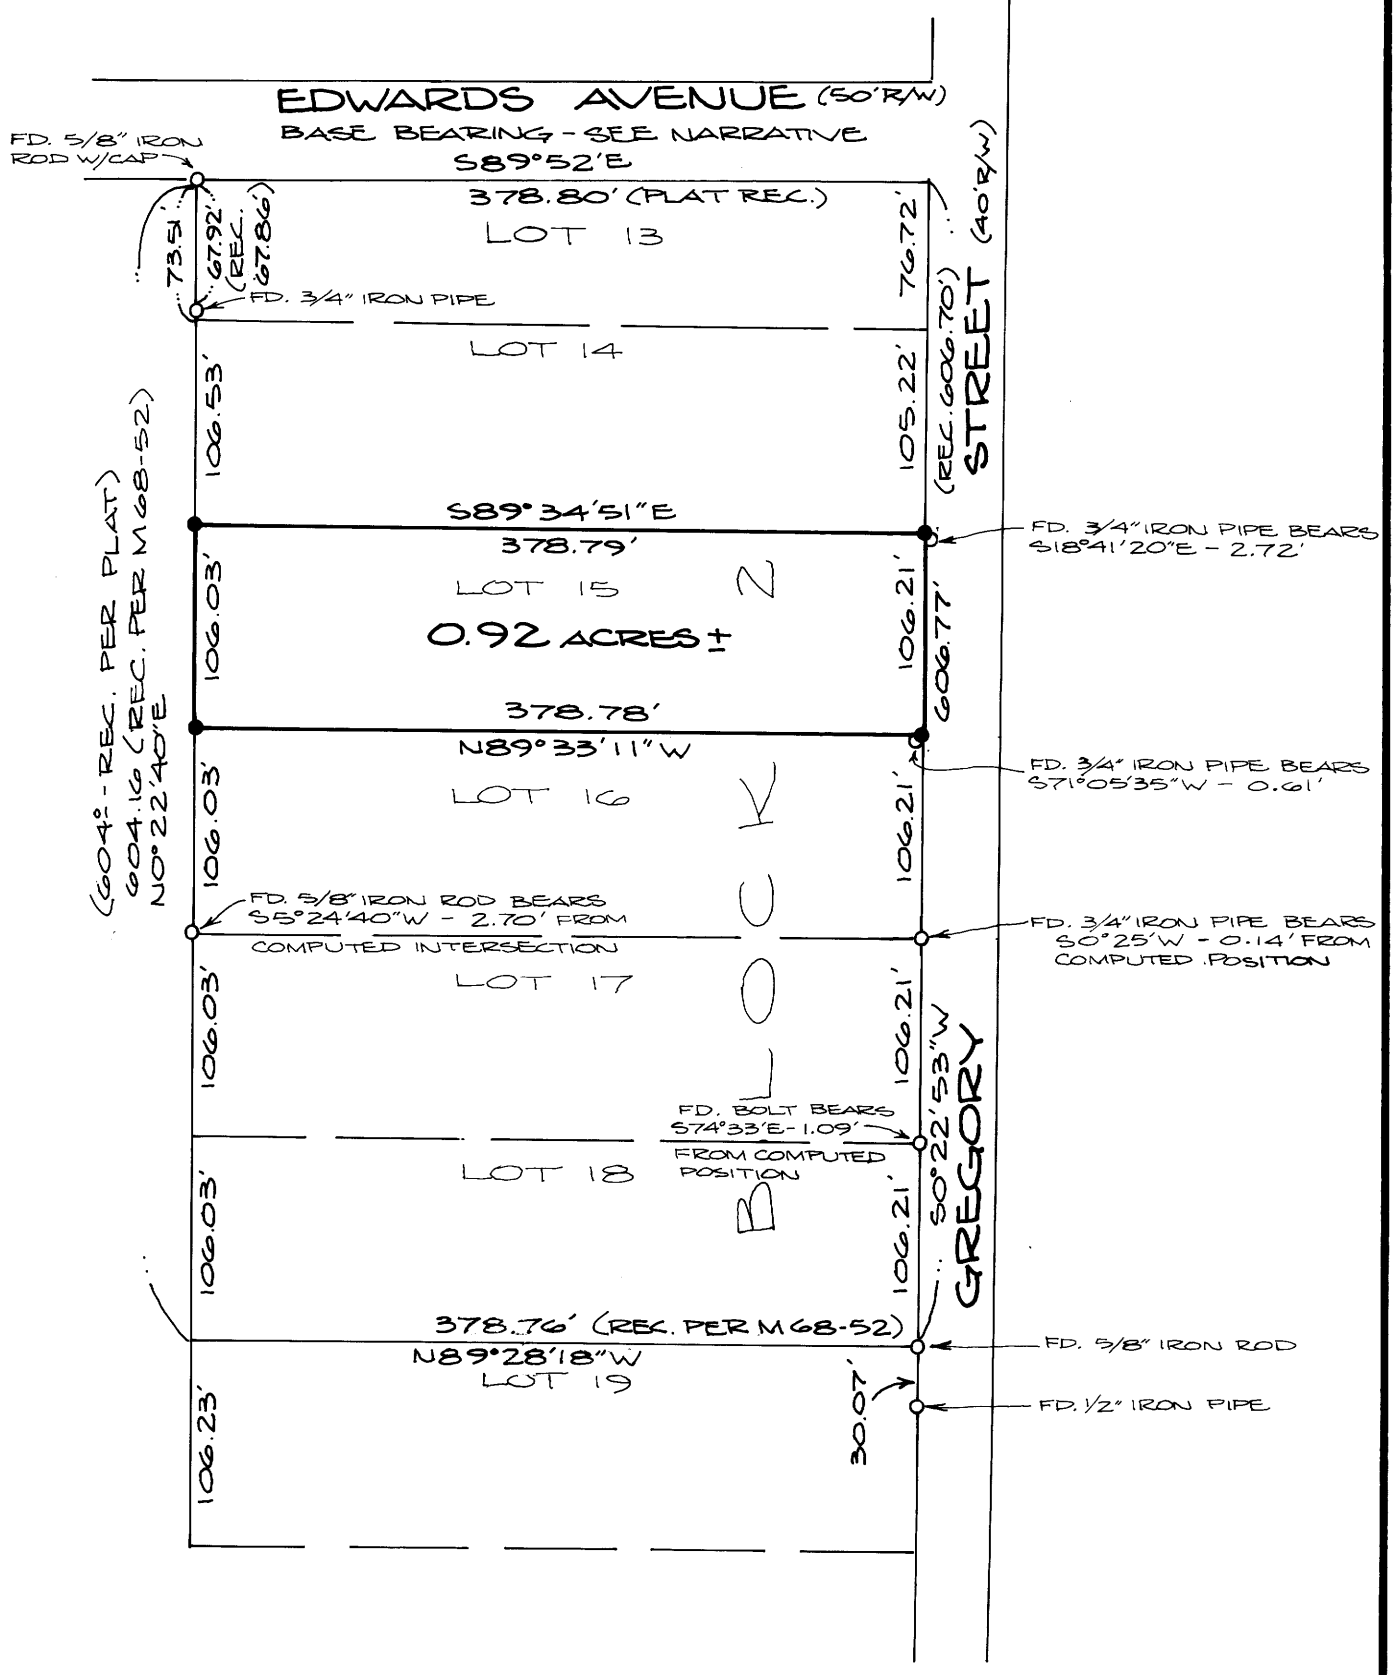 EDWARDS AVENUE (50'R/W)
BASE BEARING - SEE NARRATIVE
S89°52'E
378.80' (PLAT REC.)
FD. 5/8" IRON
ROD W/CAP
LOT 13
73.51'
67.92'
(REC.
67.86')
76.72'
(40'R/W)
FD. 3/4" IRON PIPE
LOT 14
106.53'
105.22'
(REC. 606.70')
STREET
S89°34'51"E
378.79'
FD. 3/4" IRON PIPE BEARS
S18°41'20"E - 2.72'
LOT 15
0.92 ACRES ±
106.03'
106.21'
606.77'
(604°- REC. PER PLAT)
604.16 (REC. PER M 68-52)
N0°22'40"E
378.78'
N89°33'11"W
FD. 3/4" IRON PIPE BEARS
S71°05'35"W - 0.61'
LOT 16
106.03'
106.21'
BLOCK 2
FD. 5/8" IRON ROD BEARS
S5°24'40"W - 2.70' FROM
COMPUTED INTERSECTION
FD. 3/4" IRON PIPE BEARS
S0°25'W - 0.14' FROM
COMPUTED POSITION
LOT 17
106.03'
106.21'
S0°22'53"W
GREGORY
FD. BOLT BEARS
S74°33'E-1.09'
FROM COMPUTED
POSITION
LOT 18
106.03'
106.21'
378.76' (REC. PER M 68-52)
N89°28'18"W
FD. 5/8" IRON ROD
LOT 19
106.23'
30.07'
FD. 1/2" IRON PIPE